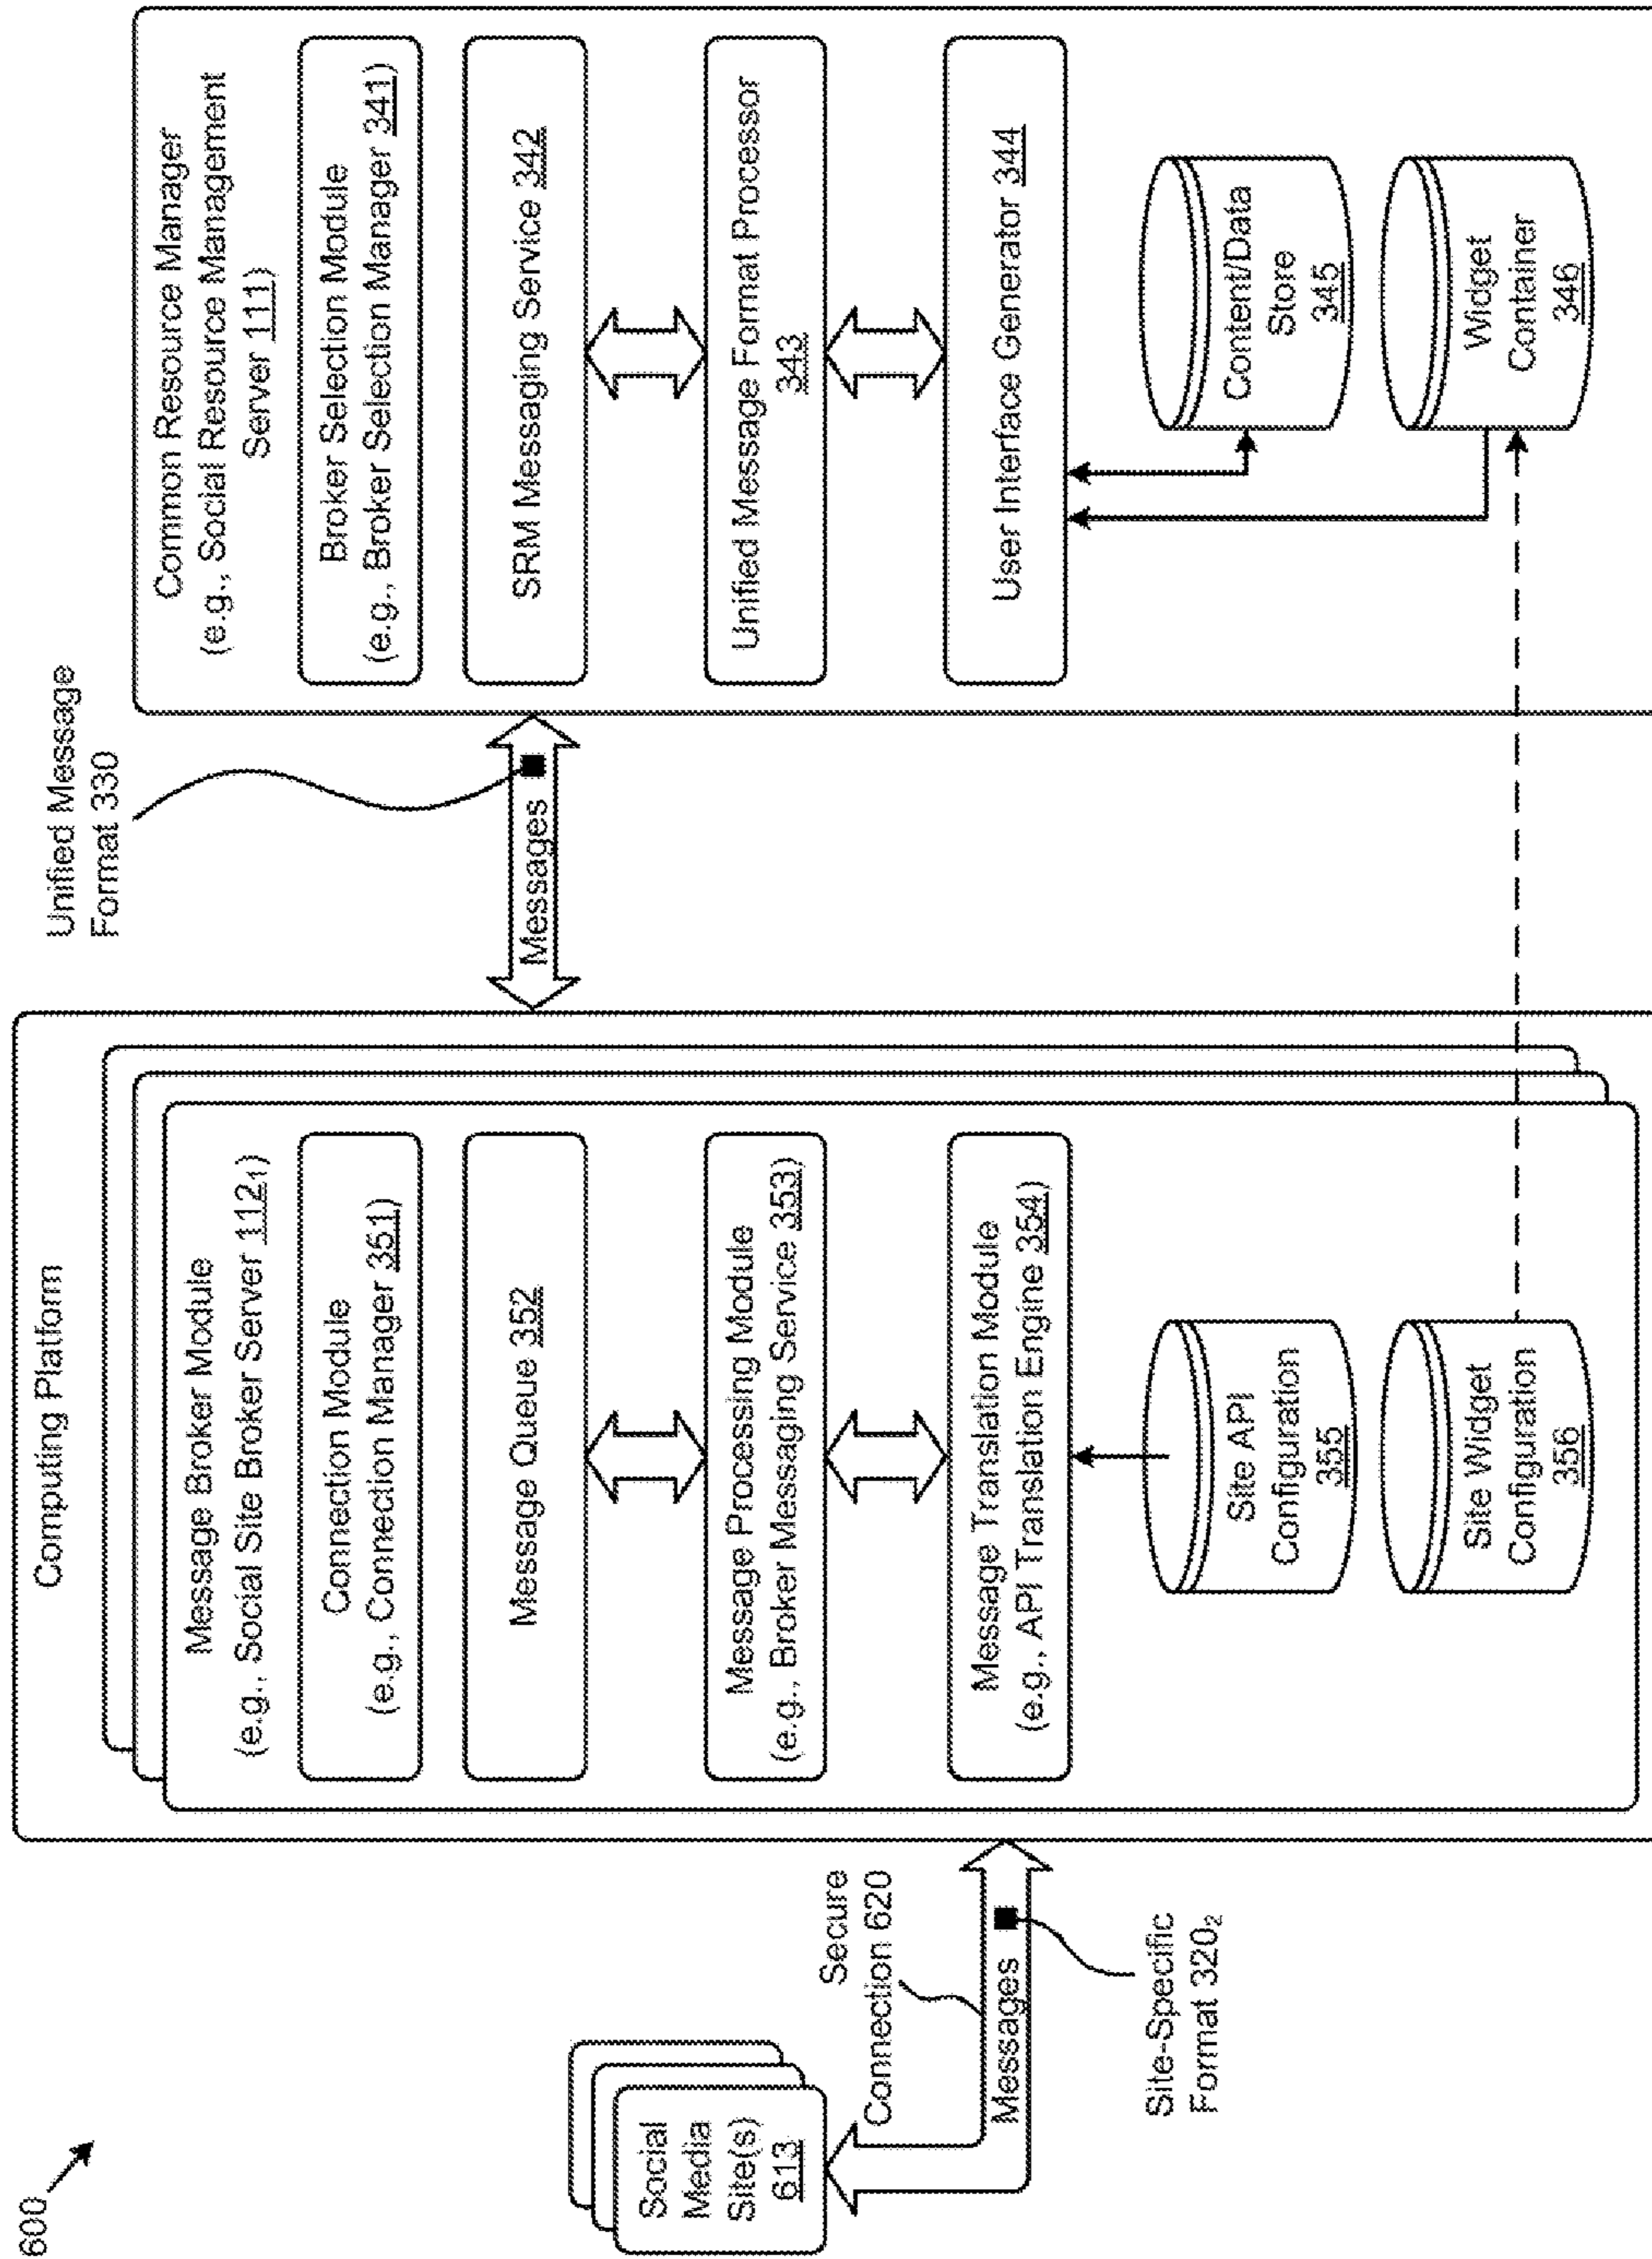 600
Social
Media
Site(s)
613
Secure
Connection 620
Messages
Site-Specific
Format 320₂
Computing Platform
Message Broker Module
(e.g., Social Site Broker Server 112₁)
Connection Module
(e.g., Connection Manager 351)
Message Queue 352
Message Processing Module
(e.g., Broker Messaging Service 353)
Message Translation Module
(e.g., API Translation Engine 354)
Site API
Configuration
355
Site Widget
Configuration
356
Unified Message
Format 330
Messages
Common Resource Manager
(e.g., Social Resource Management
Server 111)
Broker Selection Module
(e.g., Broker Selection Manager 341)
SRM Messaging Service 342
Unified Message Format Processor
343
User Interface Generator 344
Content/Data
Store
345
Widget
Container
346